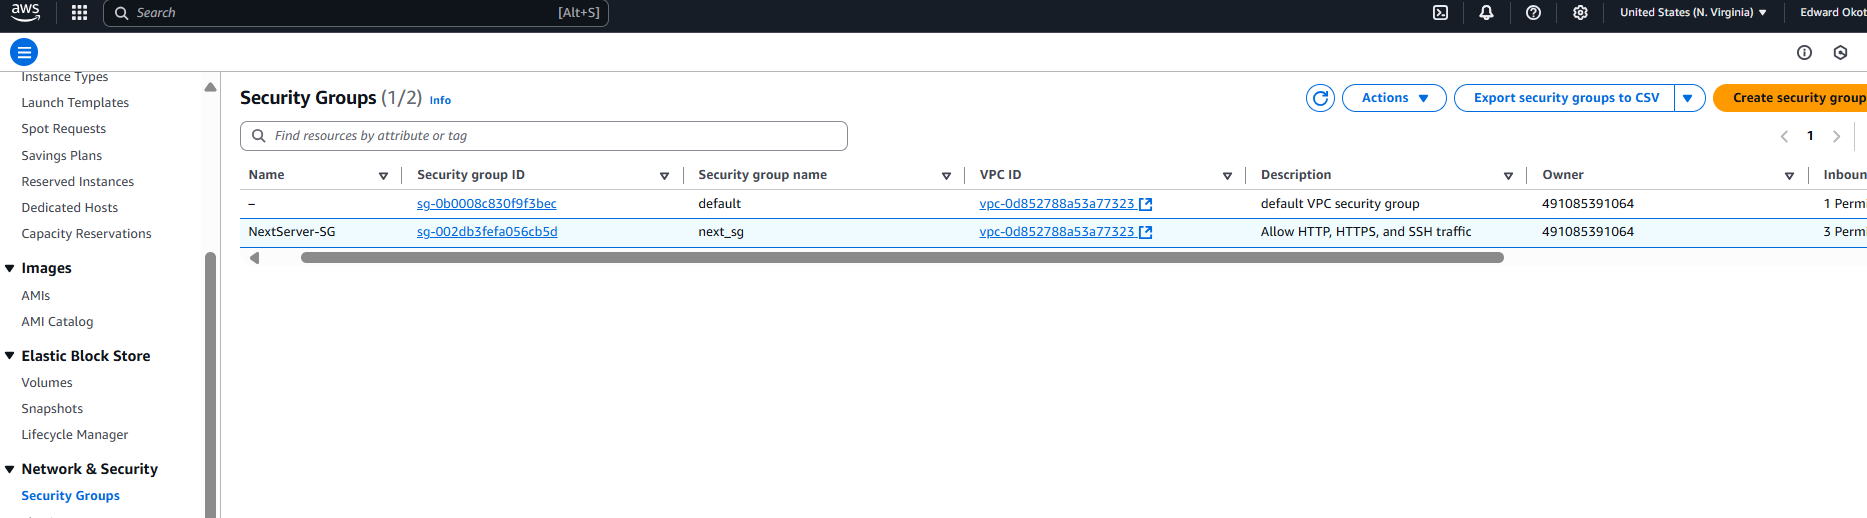 aws
Search [Alt+S]
United States (N. Virginia)
Edward Okot
Instance Types
Launch Templates
Spot Requests
Savings Plans
Reserved Instances
Dedicated Hosts
Capacity Reservations
Images
AMIs
AMI Catalog
Elastic Block Store
Volumes
Snapshots
Lifecycle Manager
Network & Security
Security Groups
Security Groups (1/2) Info
Actions
Export security groups to CSV
Create security group
Find resources by attribute or tag
1
Name Security group ID Security group name VPC ID Description Owner Inboun
– sg-0b0008c830f9f3bec default vpc-0d852788a53a77323 default VPC security group 491085391064 1 Permi
NextServer-SG sg-002db3fefa056cb5d next_sg vpc-0d852788a53a77323 Allow HTTP, HTTPS, and SSH traffic 491085391064 3 Permi